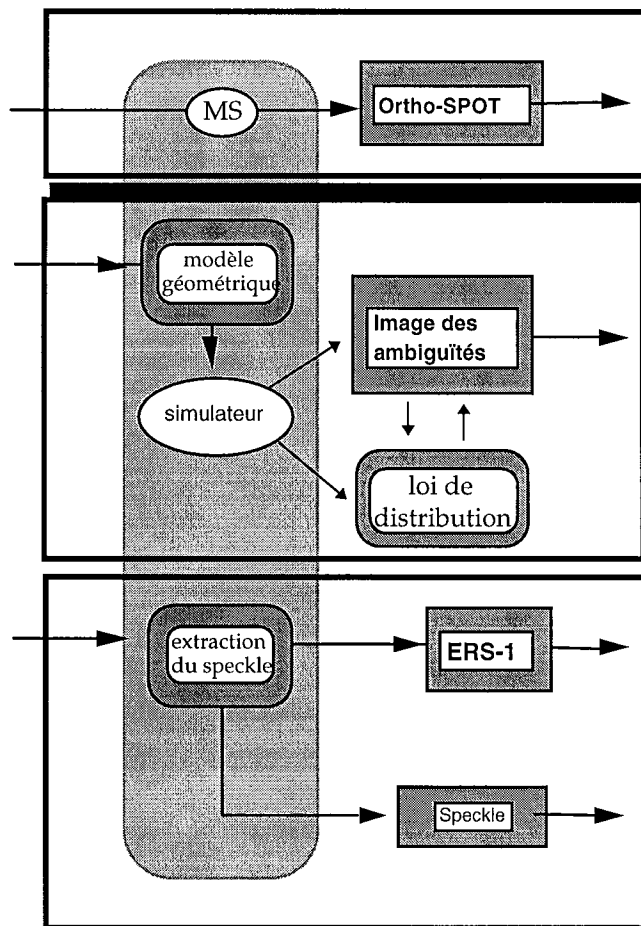 MS
Ortho-SPOT
modèle
géométrique
Image des
ambiguïtés
simulateur
loi de
distribution
extraction
du speckle
ERS-1
Speckle